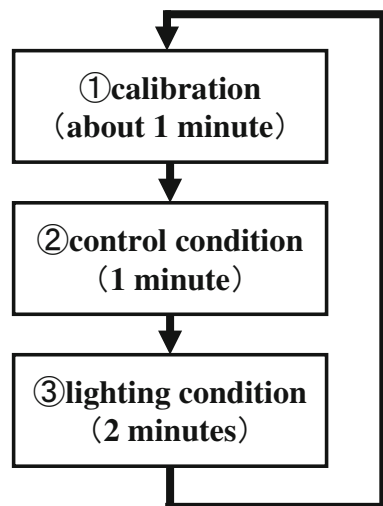 ①calibration
（about 1 minute）
②control condition
（1 minute）
③lighting condition
（2 minutes）